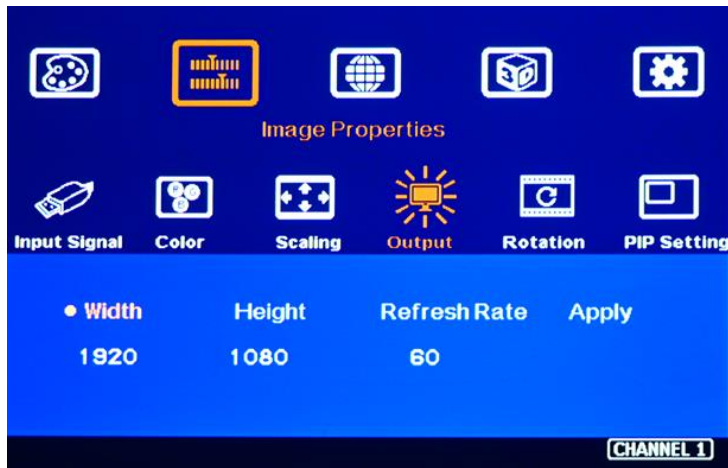 3D
Image Properties
R G B
Input Signal Color Scaling Output Rotation PIP Setting
Width Height Refresh Rate Apply
1920 1080 60
CHANNEL 1